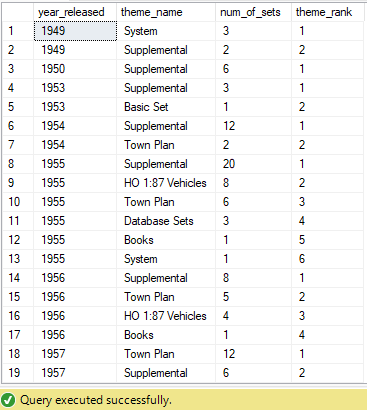 year_released theme_name num_of_sets theme_rank
1 1949 System 3 1
2 1949 Supplemental 2 2
3 1950 Supplemental 6 1
4 1953 Supplemental 3 1
5 1953 Basic Set 1 2
6 1954 Supplemental 12 1
7 1954 Town Plan 2 2
8 1955 Supplemental 20 1
9 1955 HO 1:87 Vehicles 8 2
10 1955 Town Plan 6 3
11 1955 Database Sets 3 4
12 1955 Books 1 5
13 1955 System 1 6
14 1956 Supplemental 8 1
15 1956 Town Plan 5 2
16 1956 HO 1:87 Vehicles 4 3
17 1956 Books 1 4
18 1957 Town Plan 12 1
19 1957 Supplemental 6 2
Query executed successfully.